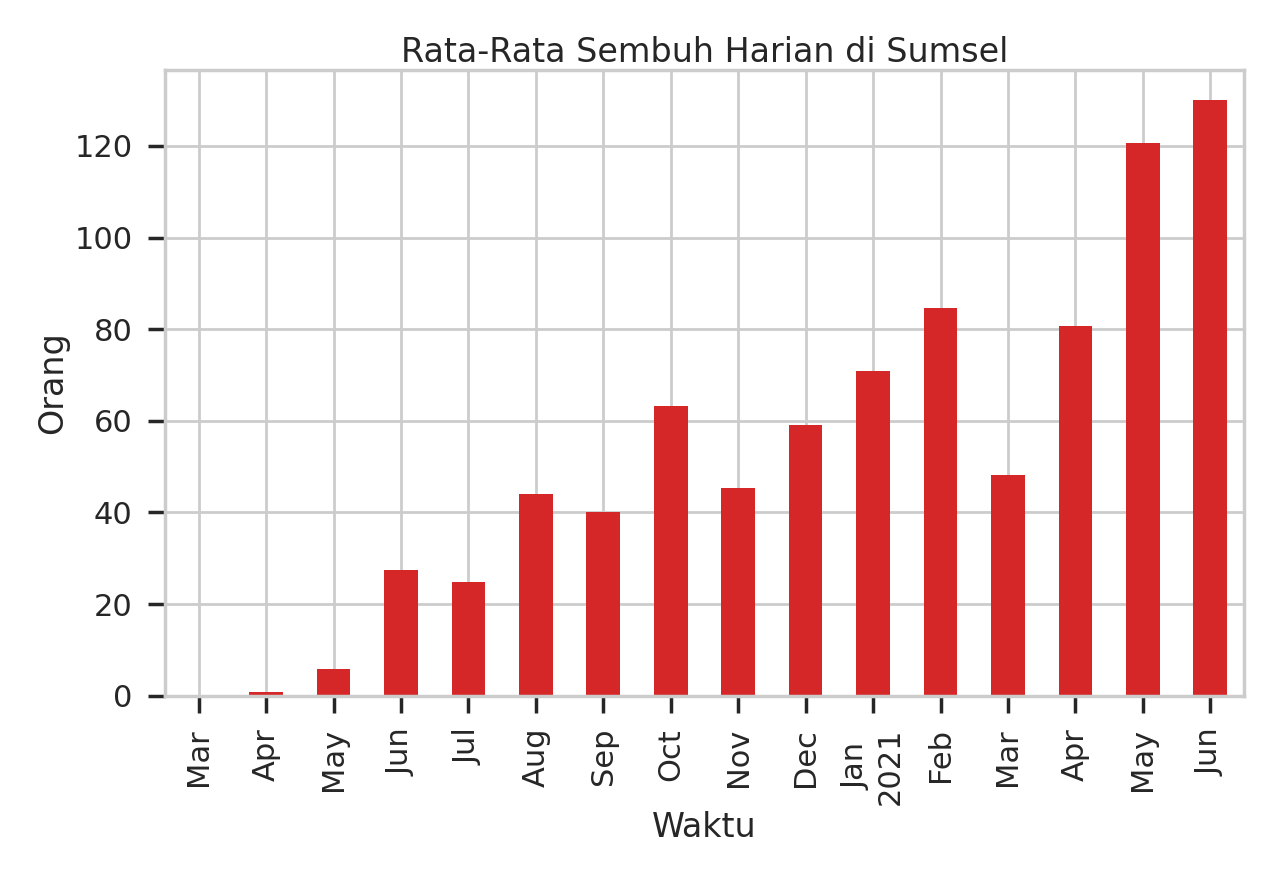 Rata-Rata Sembuh Harian di Sumsel
120
100
80
60
40
20
0
Orang
Mar
Apr
May
Jun
Jul
Aug
Sep
Oct
Nov
Dec
Jan
2021
Feb
Mar
Apr
May
Jun
Waktu